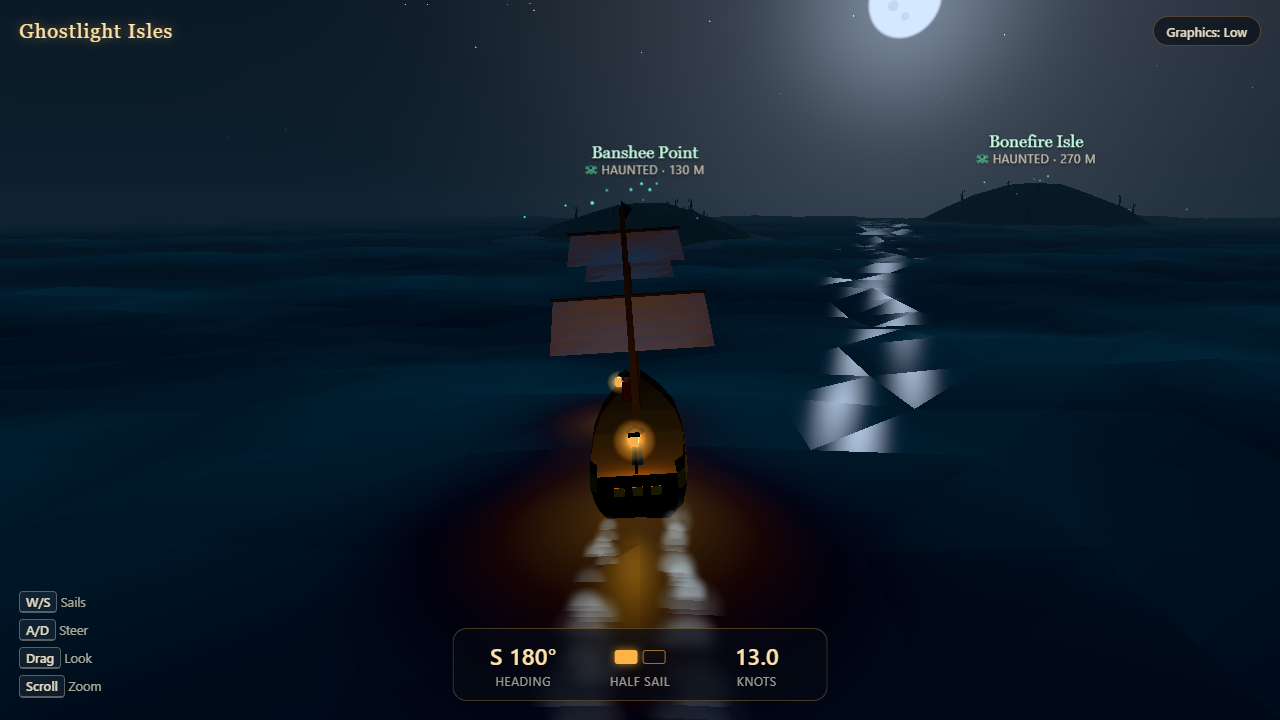 Ghostlight Isles
Graphics: Low
Banshee Point
HAUNTED · 130 M
Bonefire Isle
HAUNTED · 270 M
W/S Sails
A/D Steer
Drag Look
Scroll Zoom
S 180°
HEADING
HALF SAIL
13.0
KNOTS